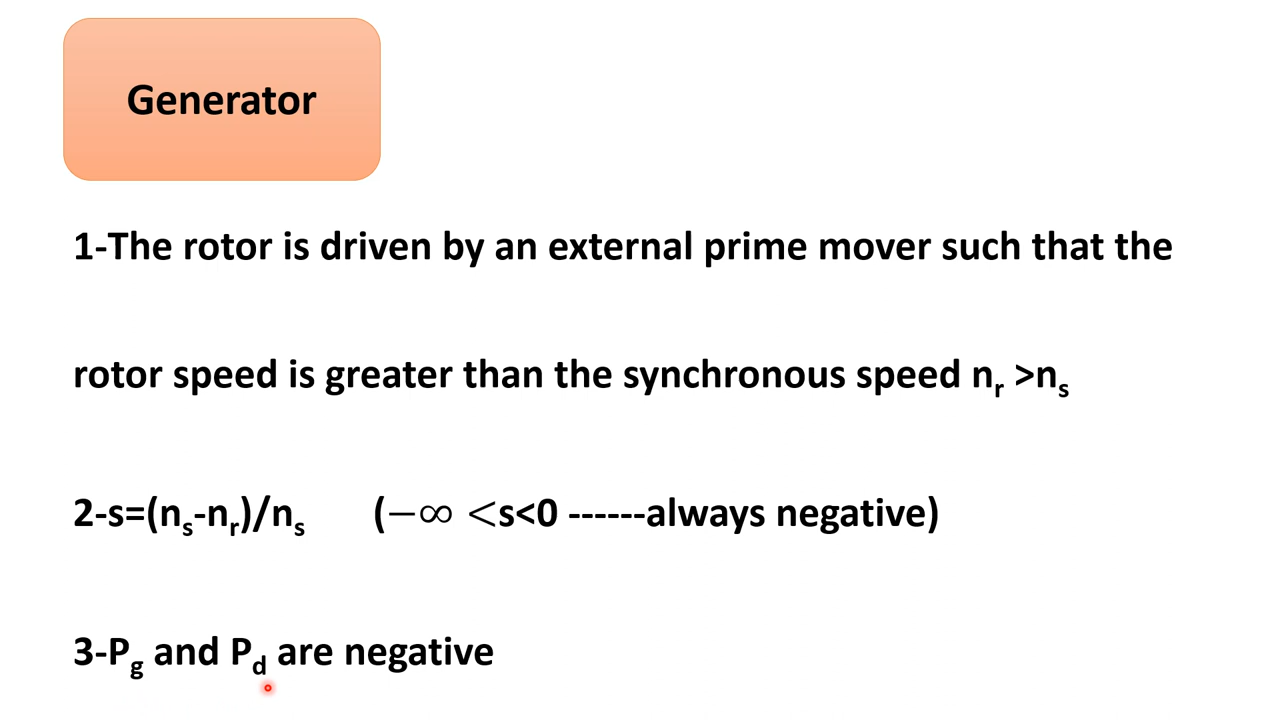 Generator
1-The rotor is driven by an external prime mover such that the
rotor speed is greater than the synchronous speed nr >ns
2-s=(ns-nr)/ns (−∞ <s<0 ------always negative)
3-Pg and Pd are negative